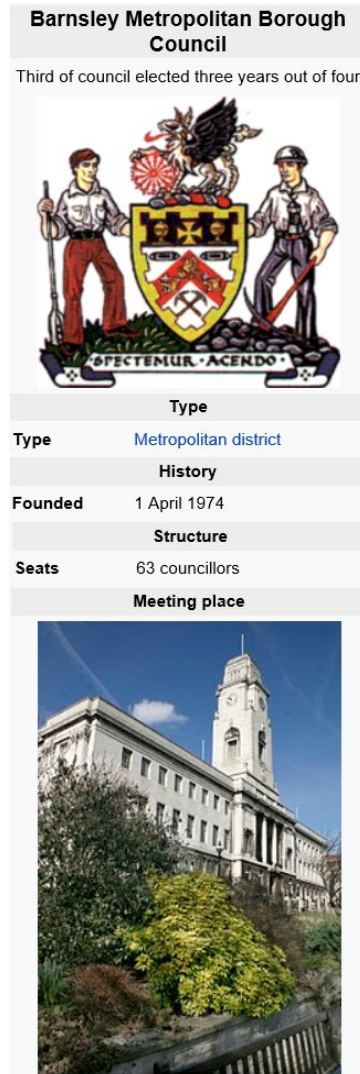 Barnsley Metropolitan Borough
Council
Third of council elected three years out of four
SPECTEMUR · ACENDO ·
Type
Type Metropolitan district
History
Founded 1 April 1974
Structure
Seats 63 councillors
Meeting place